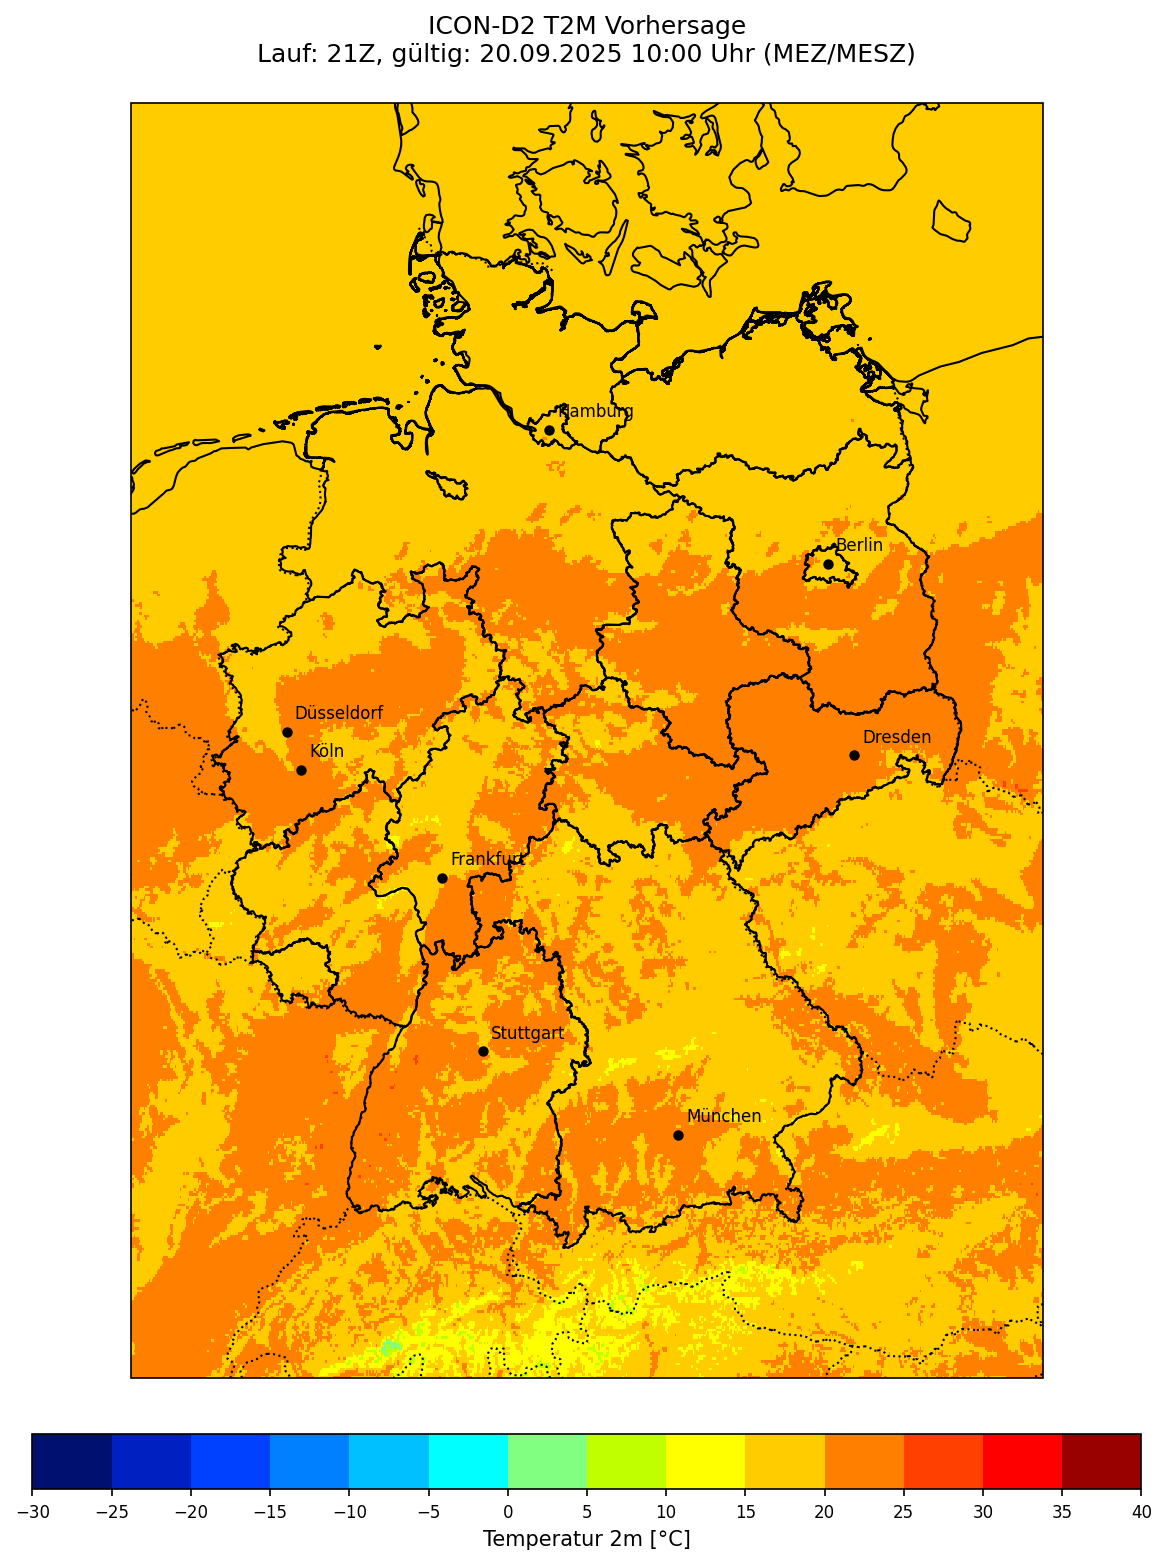 ICON-D2 T2M Vorhersage
Lauf: 21Z, gültig: 20.09.2025 10:00 Uhr (MEZ/MESZ)
Hamburg
Berlin
Düsseldorf
Köln
Dresden
Frankfurt
Stuttgart
München
−30 −25 −20 −15 −10 −5 0 5 10 15 20 25 30 35 40
Temperatur 2m [°C]